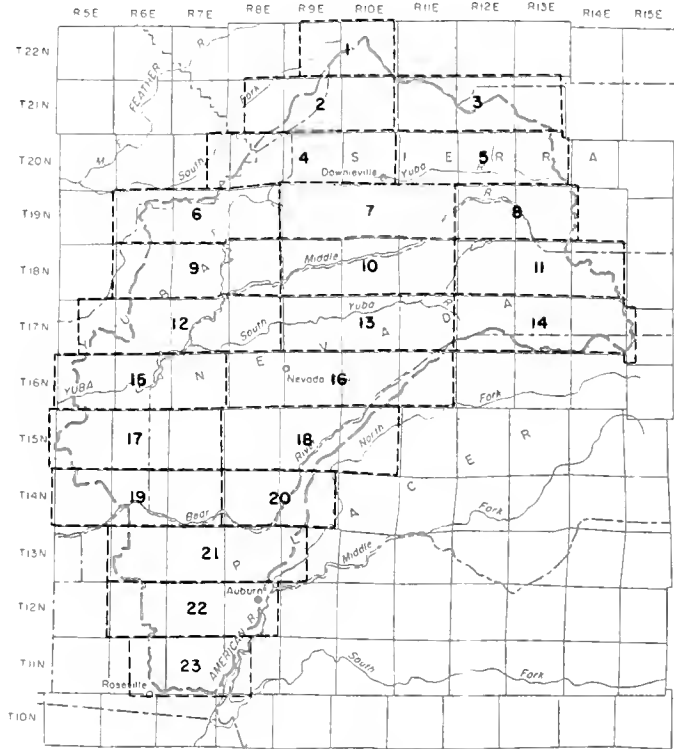 R5E R6E R7E R8E R9E R10E R11E R12E R13E R14E R15E
T22N
1
FEATHER
R
Fork
T21N
2
3
T20N
M
South
4
S I E R R A
5
Downieville
Yuba
R
T19N
6
7
R
8
T18N
9
Middle
10
11
Y U B A
T17N
12
South
Yuba
13
14
N E V A D A
T16N
YUBA
15
Nevada
16
Fork
T15N
17
18
River
North
T14N
19
Bear
20
Fork
P L A C E R
T13N
21
Middle
T12N
22
Auburn
T11N
23
AMERICAN R
South
Fork
Roseville
T10N